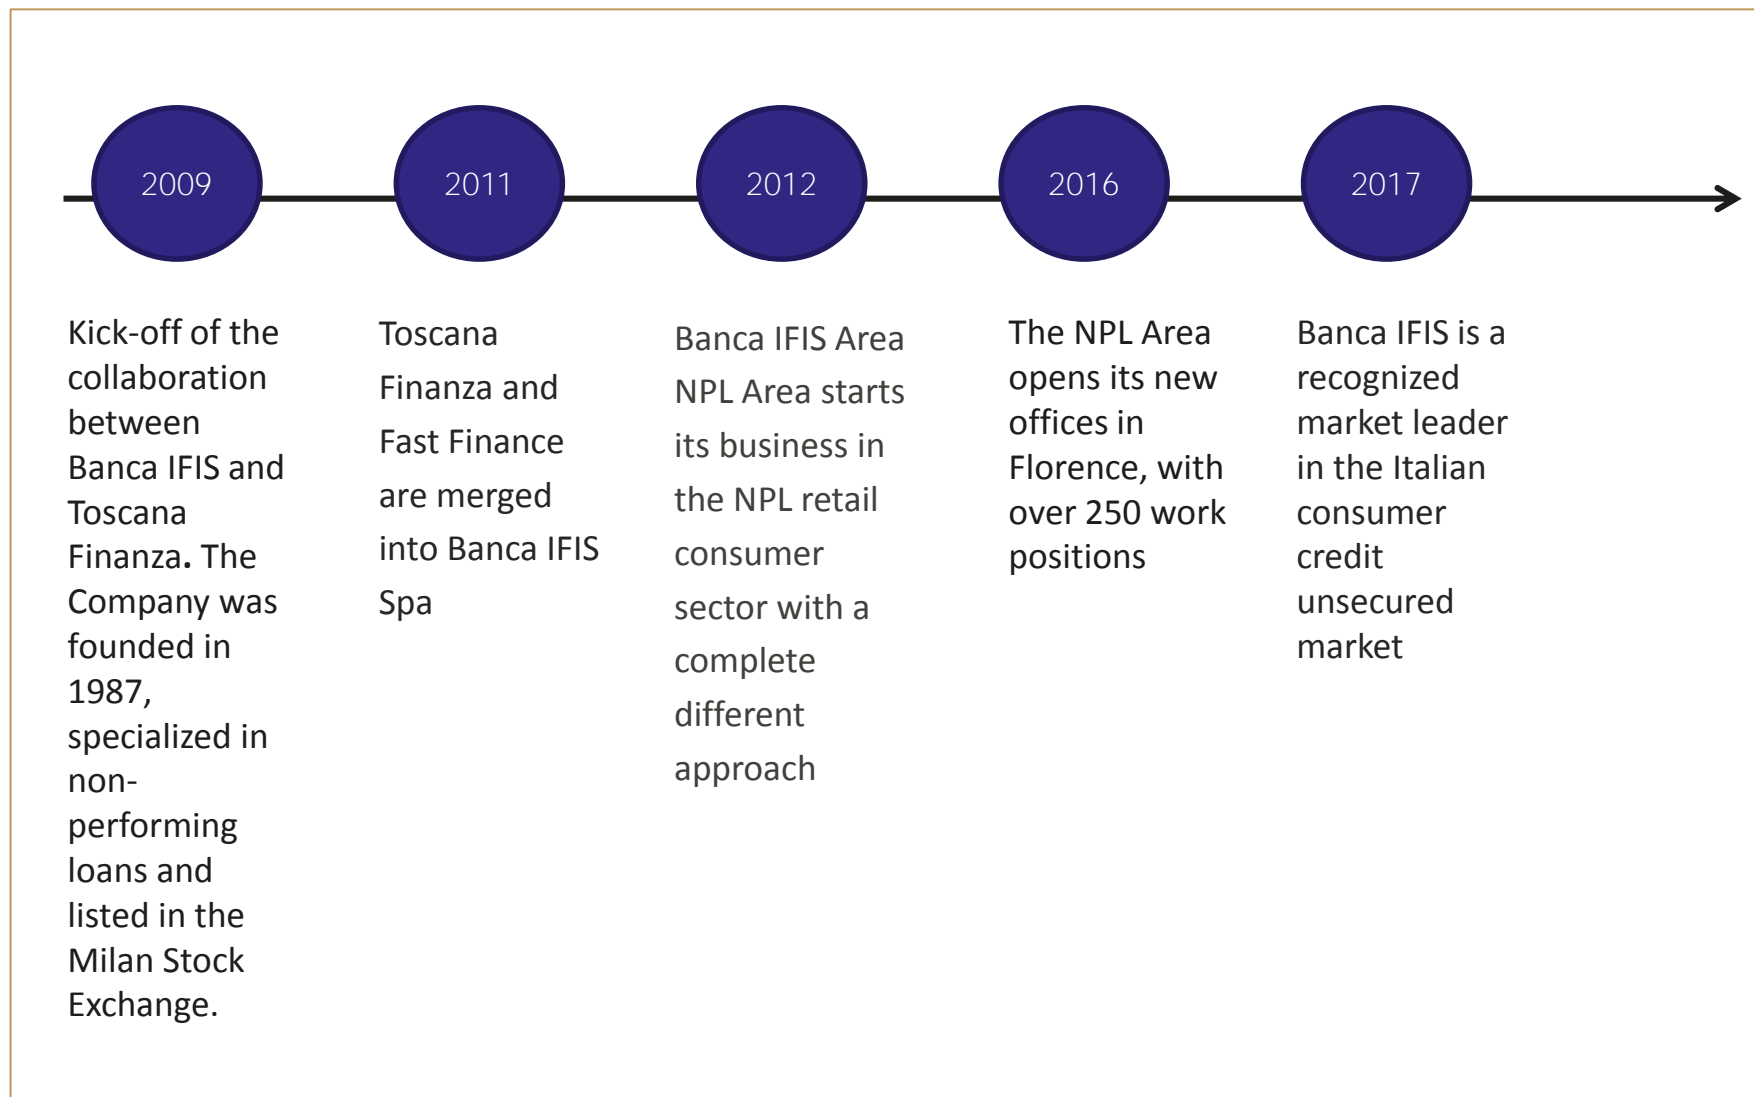 2009
2011
2012
2016
2017
Kick-off of the
collaboration
between
Banca IFIS and
Toscana
Finanza. The
Company was
founded in
1987,
specialized in
non-
performing
loans and
listed in the
Milan Stock
Exchange.
Toscana
Finanza and
Fast Finance
are merged
into Banca IFIS
Spa
Banca IFIS Area
NPL Area starts
its business in
the NPL retail
consumer
sector with a
complete
different
approach
The NPL Area
opens its new
offices in
Florence, with
over 250 work
positions
Banca IFIS is a
recognized
market leader
in the Italian
consumer
credit
unsecured
market